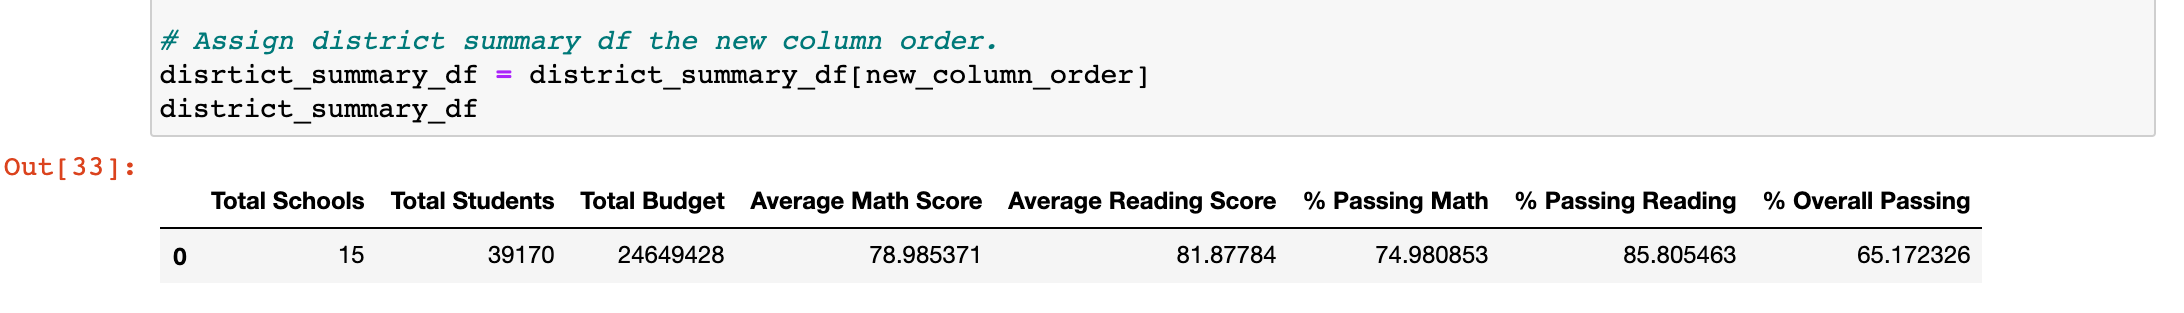 # Assign district summary df the new column order.
disrtict_summary_df = district_summary_df[new_column_order]
district_summary_df
Out[33]:
Total Schools Total Students Total Budget Average Math Score Average Reading Score % Passing Math % Passing Reading % Overall Passing
0 15 39170 24649428 78.985371 81.87784 74.980853 85.805463 65.172326